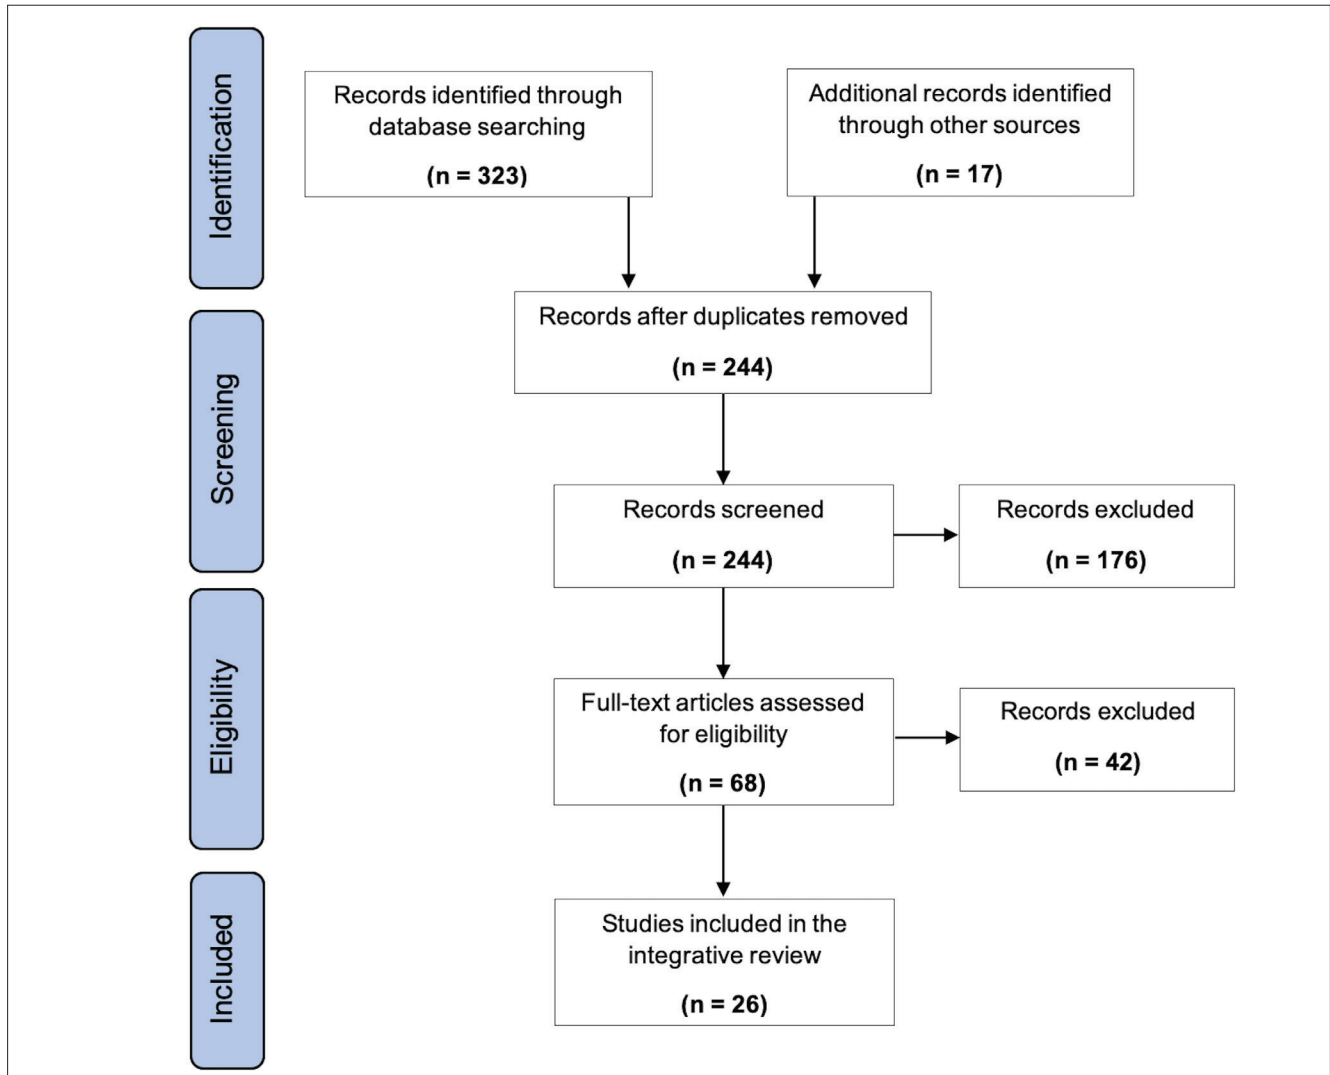 Identification
Records identified through
database searching
(n = 323)
Additional records identified
through other sources
(n = 17)
Records after duplicates removed
(n = 244)
Screening
Records screened
(n = 244)
Records excluded
(n = 176)
Eligibility
Full-text articles assessed
for eligibility
(n = 68)
Records excluded
(n = 42)
Included
Studies included in the
integrative review
(n = 26)